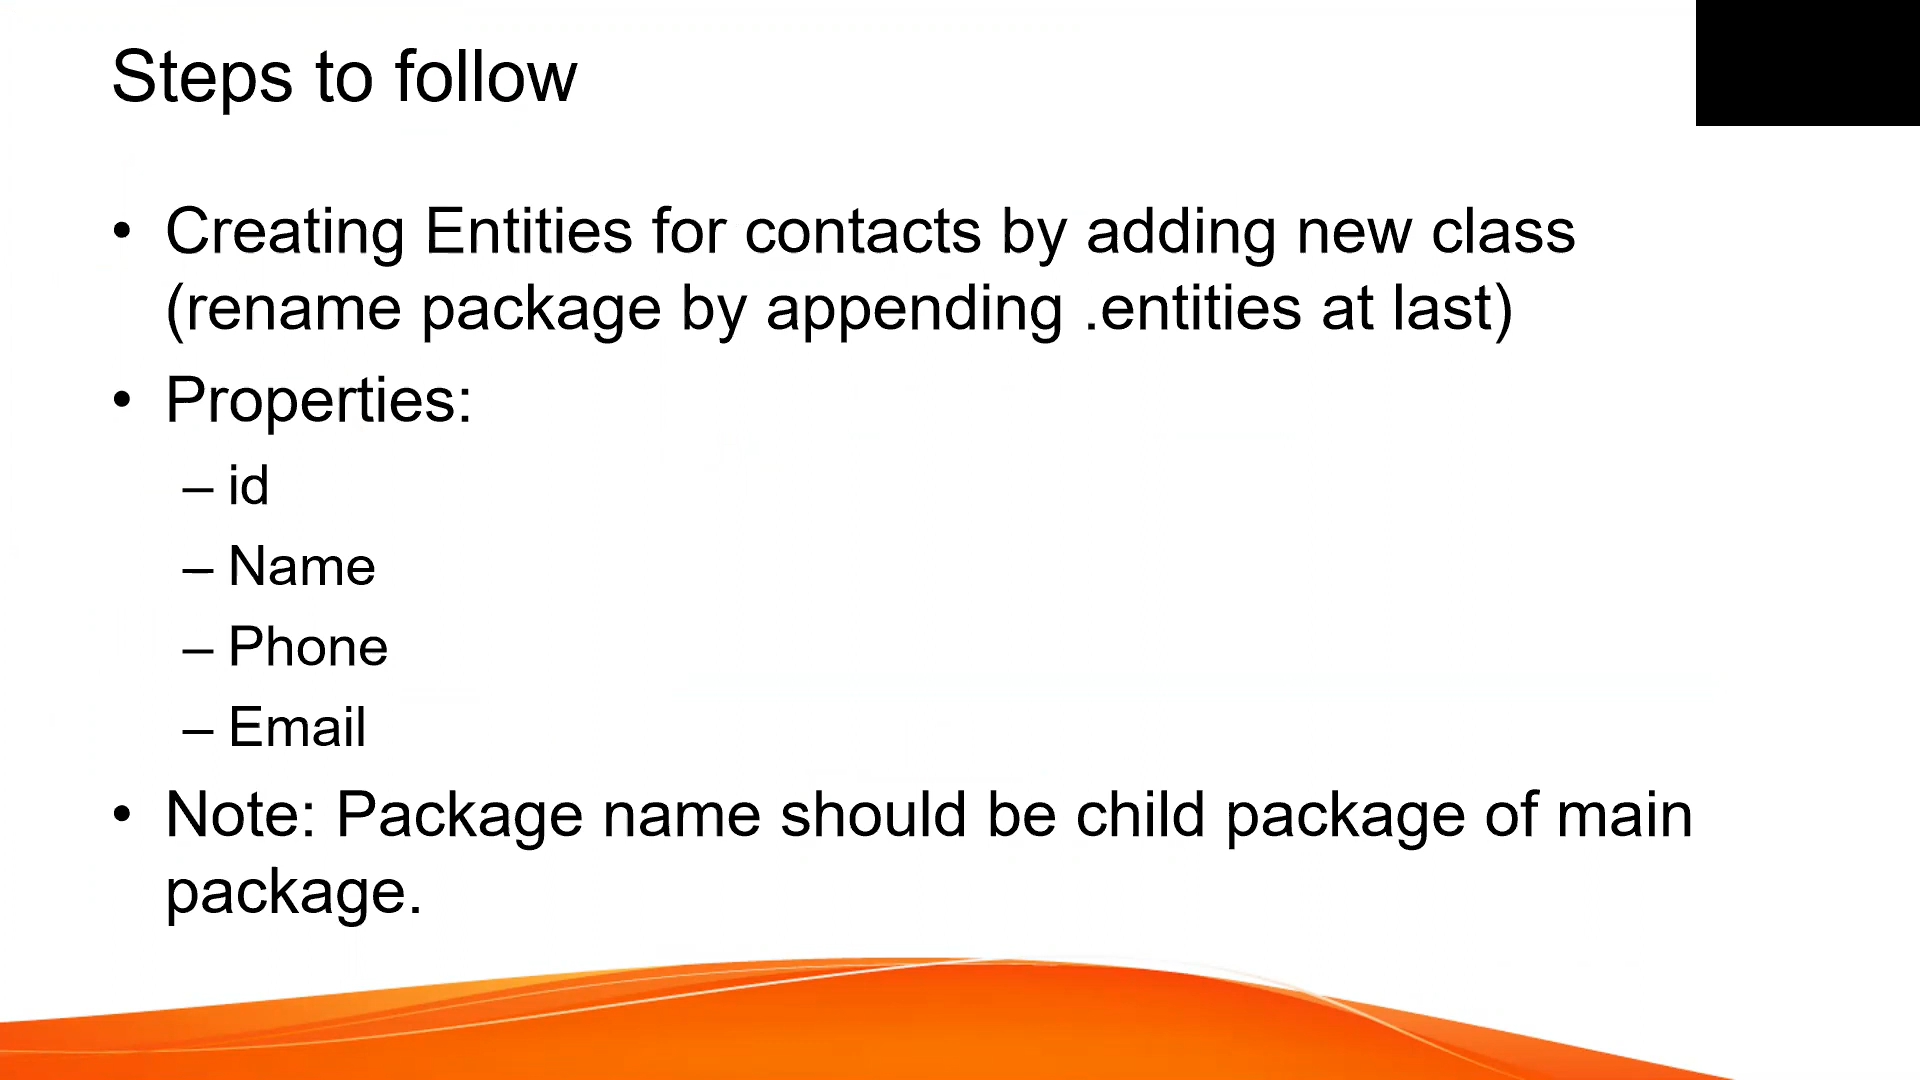 Steps to follow
• Creating Entities for contacts by adding new class
(rename package by appending .entities at last)
• Properties:
– id
– Name
– Phone
– Email
• Note: Package name should be child package of main
package.